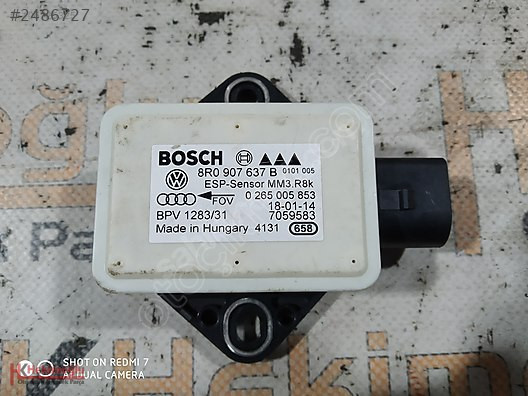 #2486727
BOSCH
8R0 907 637 B 0101 005
ESP-Sensor MM3.R8k
FOV 0 265 005 853
18-01-14
BPV 1283/31 7059583
Made in Hungary 4131 658
SHOT ON REDMI 7
AI DUAL CAMERA